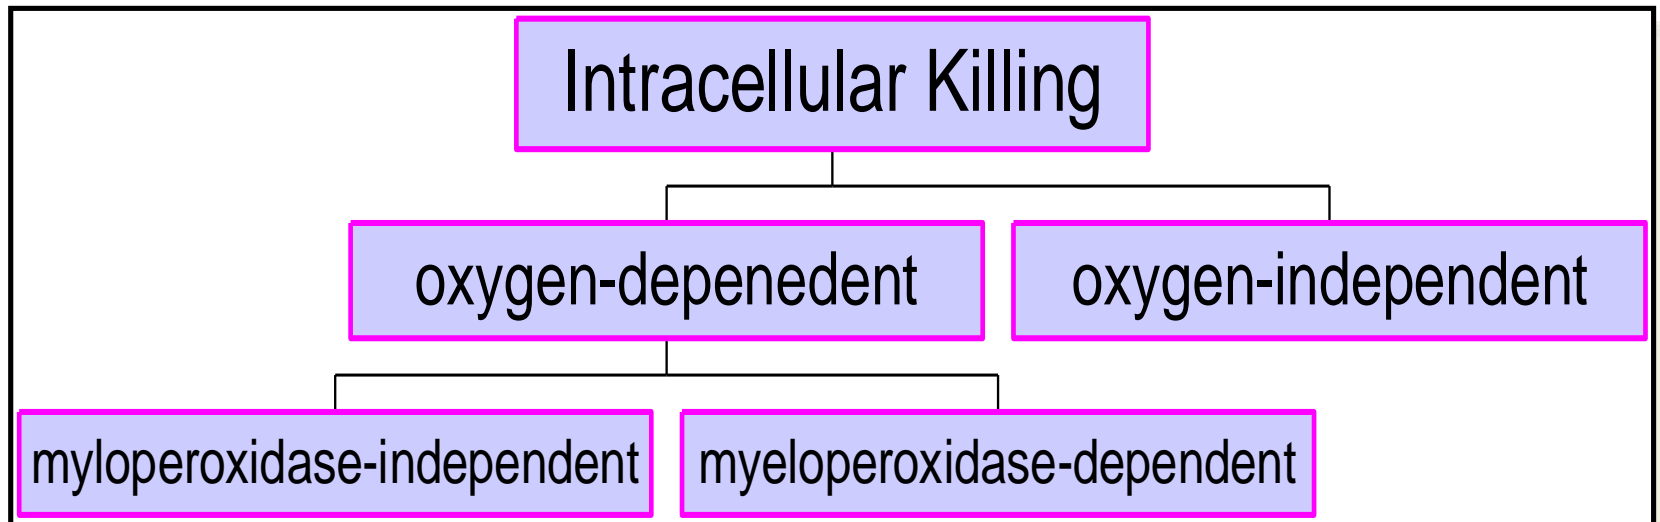 Intracellular Killing
oxygen-depenedent
oxygen-independent
myloperoxidase-independent
myeloperoxidase-dependent